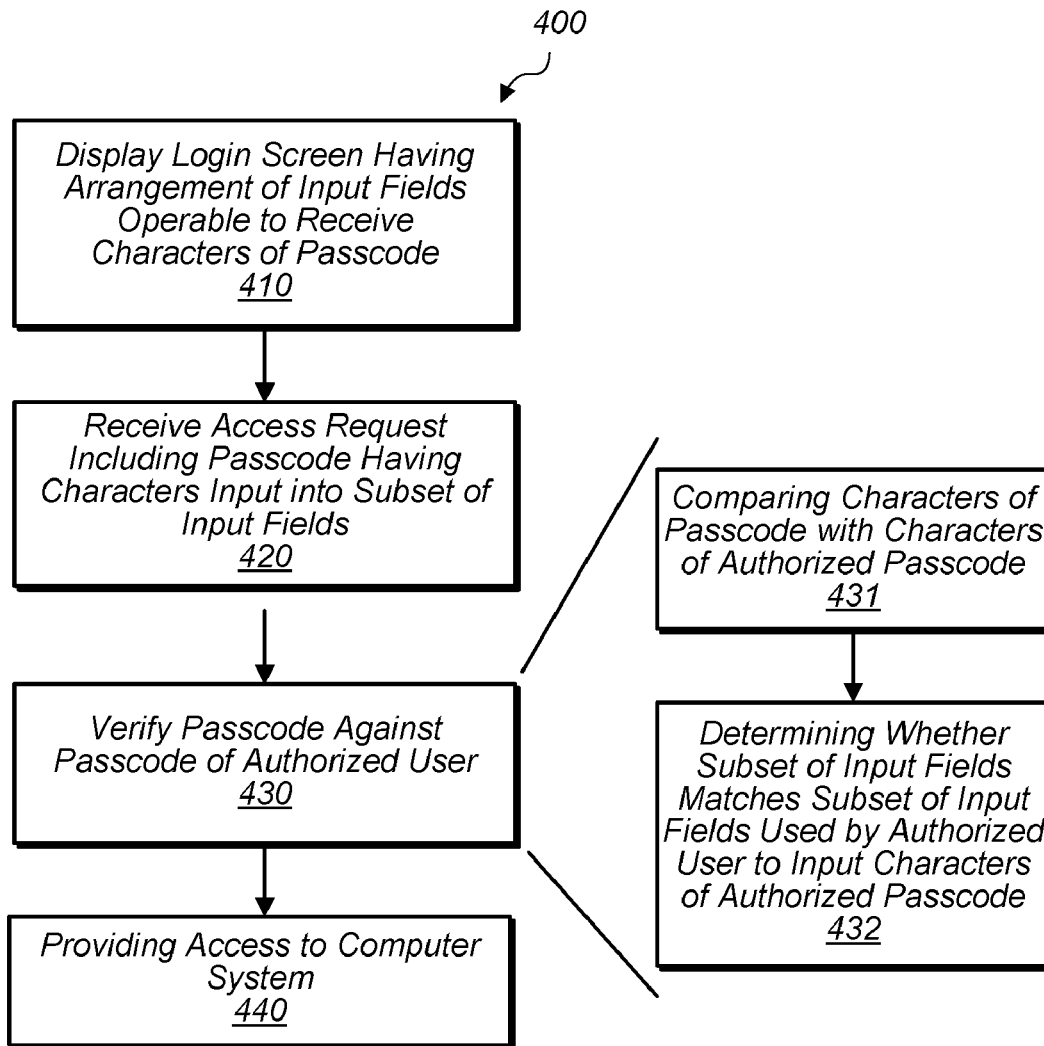 400
Display Login Screen Having
Arrangement of Input Fields
Operable to Receive
Characters of Passcode
410
Receive Access Request
Including Passcode Having
Characters Input into Subset of
Input Fields
420
Verify Passcode Against
Passcode of Authorized User
430
Providing Access to Computer
System
440
Comparing Characters of
Passcode with Characters
of Authorized Passcode
431
Determining Whether
Subset of Input Fields
Matches Subset of Input
Fields Used by Authorized
User to Input Characters
of Authorized Passcode
432